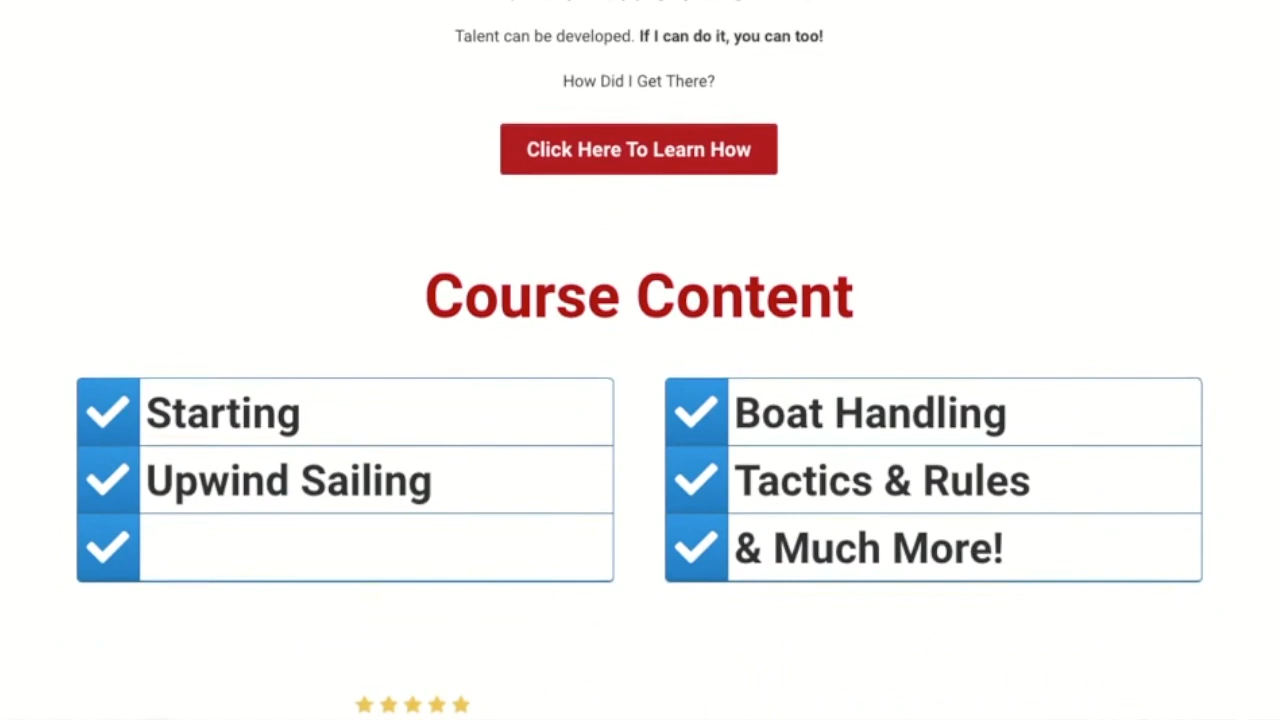 Talent can be developed. If I can do it, you can too!
How Did I Get There?
Click Here To Learn How
Course Content
Starting
Upwind Sailing
Boat Handling
Tactics & Rules
& Much More!